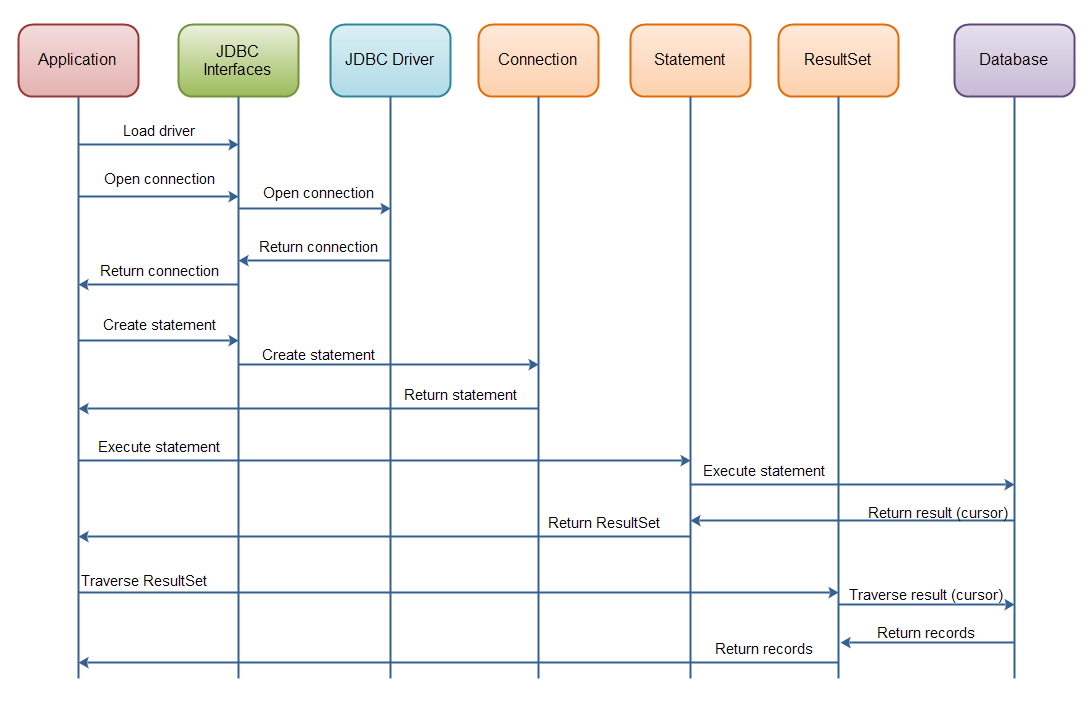 Application
JDBC
Interfaces
JDBC Driver
Connection
Statement
ResultSet
Database
Load driver
Open connection
Open connection
Return connection
Return connection
Create statement
Create statement
Return statement
Execute statement
Execute statement
Return result (cursor)
Return ResultSet
Traverse ResultSet
Traverse result (cursor)
Return records
Return records